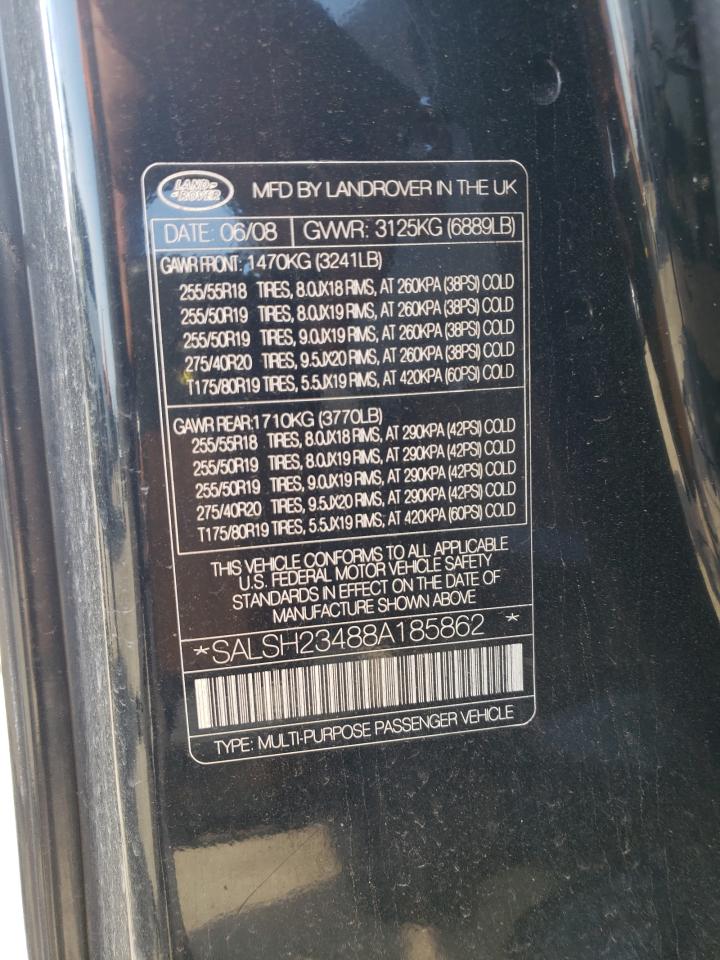 LAND-ROVER MFD BY LANDROVER IN THE UK
DATE: 06/08 GVWR: 3125KG (6889LB)
GAWR FRONT: 1470KG (3241LB)
255/55R18 TIRES, 8.0JX18 RIMS, AT 260KPA (38PSI) COLD
255/50R19 TIRES, 8.0JX19 RIMS, AT 260KPA (38PSI) COLD
255/50R19 TIRES, 9.0JX19 RIMS, AT 260KPA (38PSI) COLD
275/40R20 TIRES, 9.5JX20 RIMS, AT 260KPA (38PSI) COLD
T175/80R19 TIRES, 5.5JX19 RIMS, AT 420KPA (60PSI) COLD
GAWR REAR: 1710KG (3770LB)
255/55R18 TIRES, 8.0JX18 RIMS, AT 290KPA (42PSI) COLD
255/50R19 TIRES, 8.0JX19 RIMS, AT 290KPA (42PSI) COLD
255/50R19 TIRES, 9.0JX19 RIMS, AT 290KPA (42PSI) COLD
275/40R20 TIRES, 9.5JX20 RIMS, AT 290KPA (42PSI) COLD
T175/80R19 TIRES, 5.5JX19 RIMS, AT 420KPA (60PSI) COLD
THIS VEHICLE CONFORMS TO ALL APPLICABLE
U.S. FEDERAL MOTOR VEHICLE SAFETY
STANDARDS IN EFFECT ON THE DATE OF
MANUFACTURE SHOWN ABOVE
*SALSH23488A185862 *
TYPE: MULTI-PURPOSE PASSENGER VEHICLE